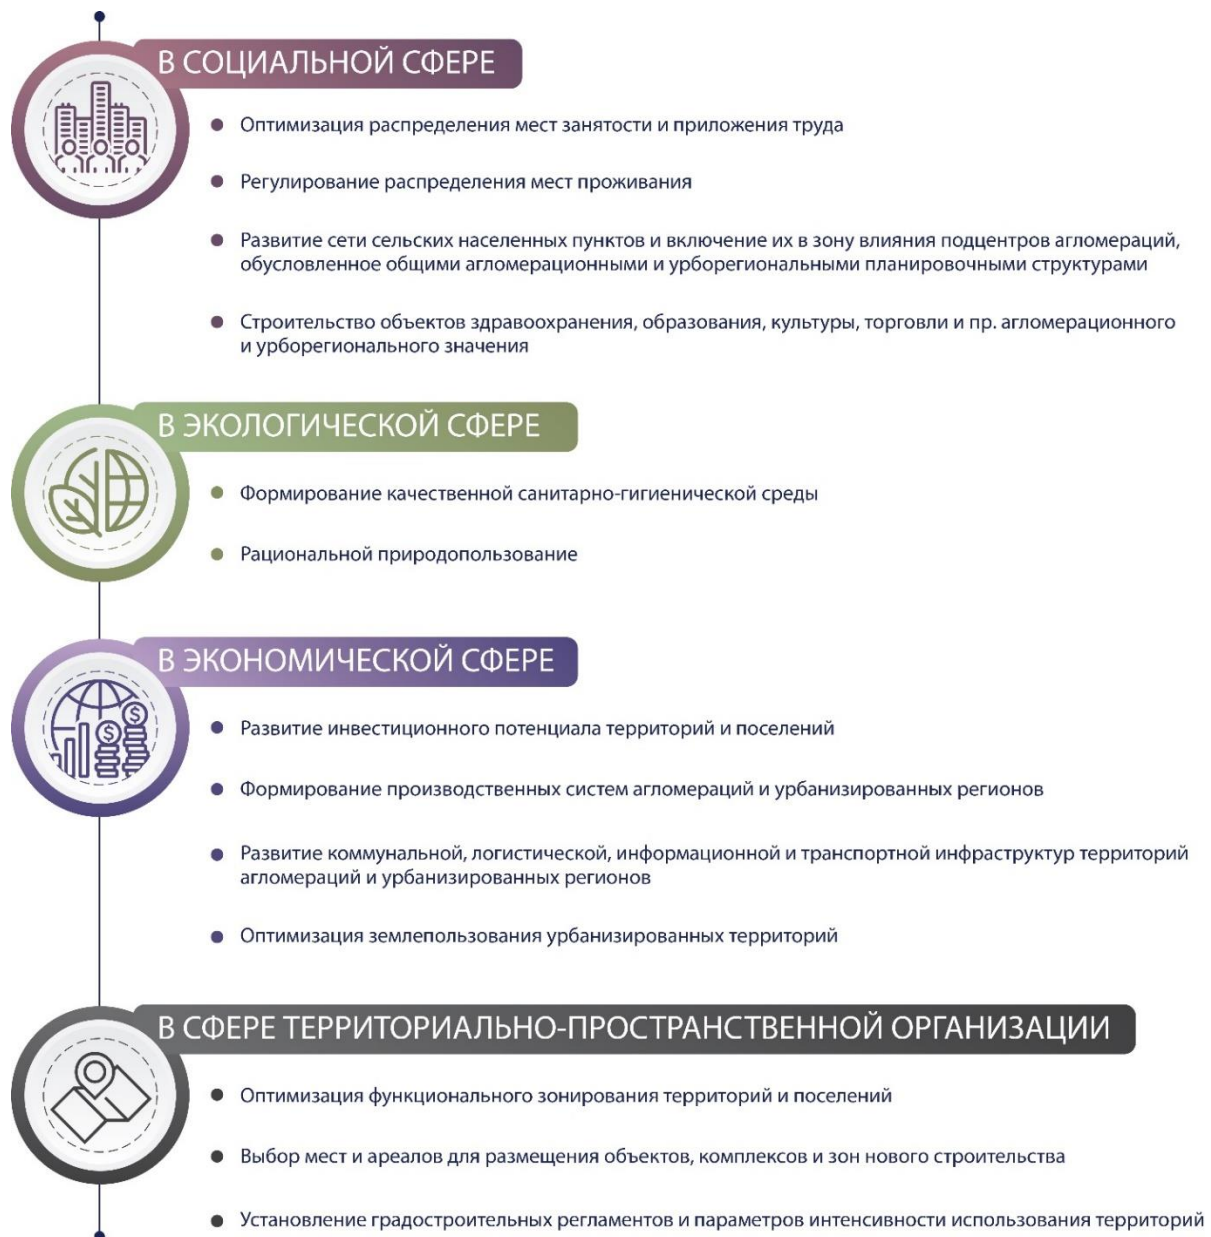 В СОЦИАЛЬНОЙ СФЕРЕ
Оптимизация распределения мест занятости и приложения труда
Регулирование распределения мест проживания
Развитие сети сельских населенных пунктов и включение их в зону влияния подцентров агломераций,
обусловленное общими агломерационными и урборегиональными планировочными структурами
Строительство объектов здравоохранения, образования, культуры, торговли и пр. агломерационного
и урборегионального значения
В ЭКОЛОГИЧЕСКОЙ СФЕРЕ
Формирование качественной санитарно-гигиенической среды
Рациональной природопользование
В ЭКОНОМИЧЕСКОЙ СФЕРЕ
Развитие инвестиционного потенциала территорий и поселений
Формирование производственных систем агломераций и урбанизированных регионов
Развитие коммунальной, логистической, информационной и транспортной инфраструктур территорий
агломераций и урбанизированных регионов
Оптимизация землепользования урбанизированных территорий
В СФЕРЕ ТЕРРИТОРИАЛЬНО-ПРОСТРАНСТВЕННОЙ ОРГАНИЗАЦИИ
Оптимизация функционального зонирования территорий и поселений
Выбор мест и ареалов для размещения объектов, комплексов и зон нового строительства
Установление градостроительных регламентов и параметров интенсивности использования территорий